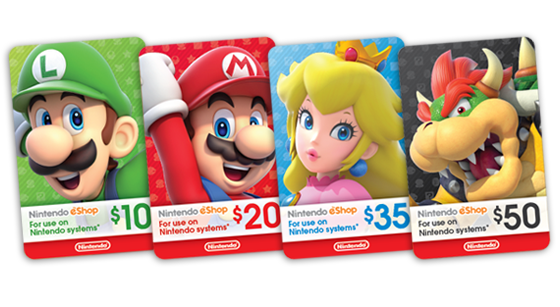 L
Nintendo eShop
For use on
Nintendo systems*
$10
Nintendo
M
Nintendo eShop
For use on
Nintendo systems*
$20
Nintendo
Nintendo eShop
For use on
Nintendo systems*
$35
Nintendo
Nintendo eShop
For use on
Nintendo systems*
$50
Nintendo